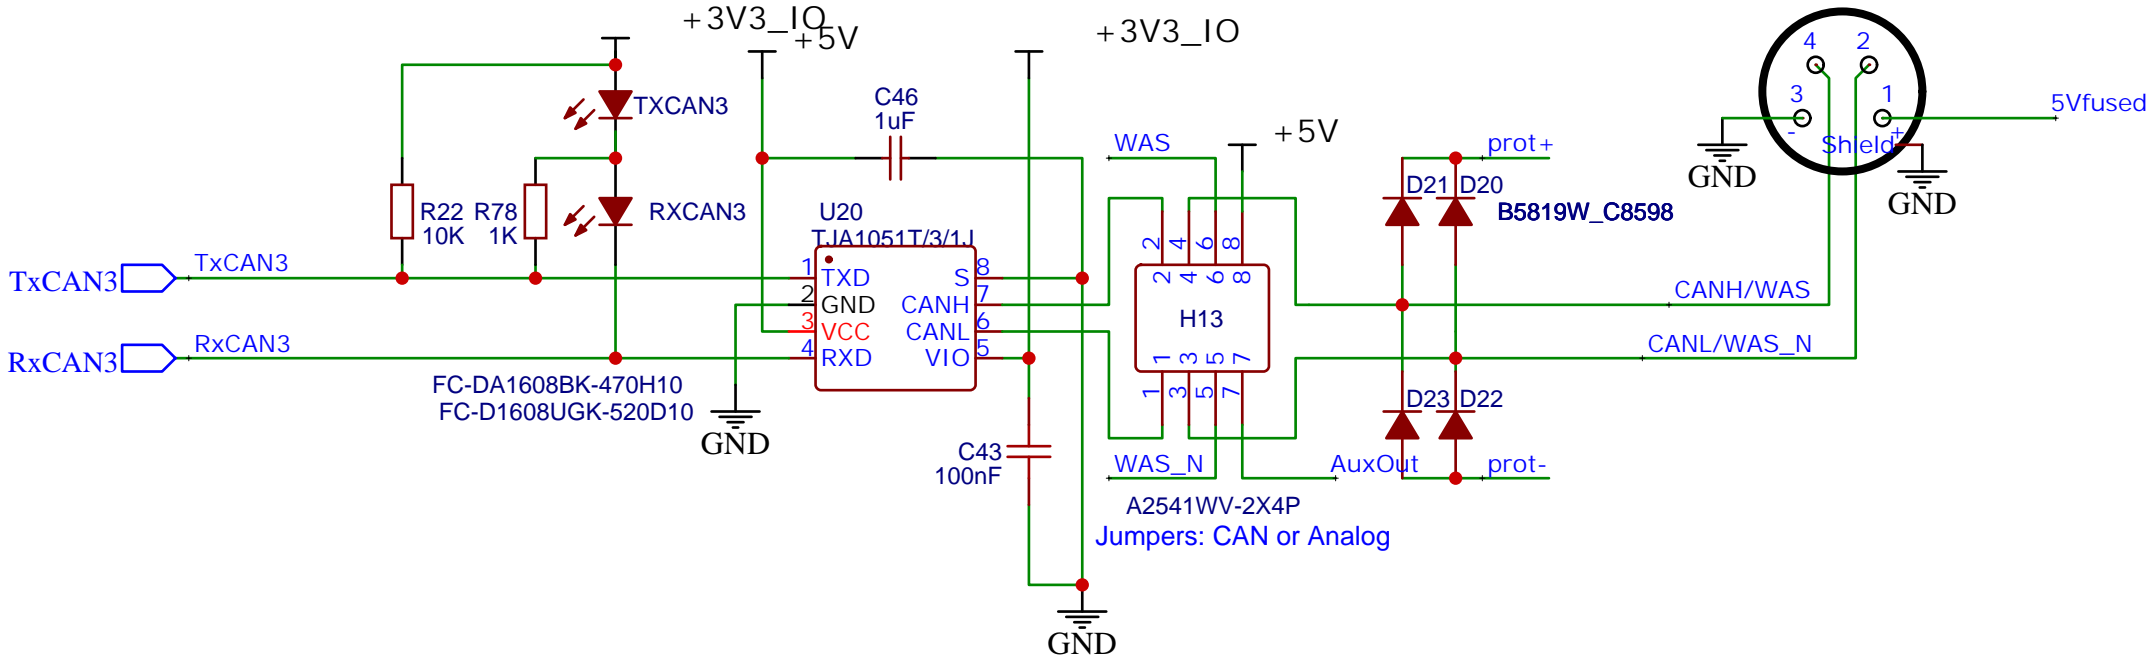 +3V3_IO
+5V
+3V3_IO
TXCAN3
C46
1uF
WAS
+5V
prot+
4
2
3
1
-
+
Shield
5Vfused
GND
GND
R22
10K
R78
1K
RXCAN3
U20
TJA1051T/3/1J
D21
D20
B5819W_C8598
TxCAN3
TxCAN3
RxCAN3
RxCAN3
1
TXD
2
GND
3
VCC
4
RXD
S
8
CANH
7
CANL
6
VIO
5
2
4
6
8
2
4
6
8
H13
1
3
5
7
1
3
5
7
CANH/WAS
CANL/WAS_N
FC-DA1608BK-470H10
FC-D1608UGK-520D10
GND
D23
D22
C43
100nF
WAS_N
AuxOut
prot-
A2541WV-2X4P
Jumpers: CAN or Analog
GND